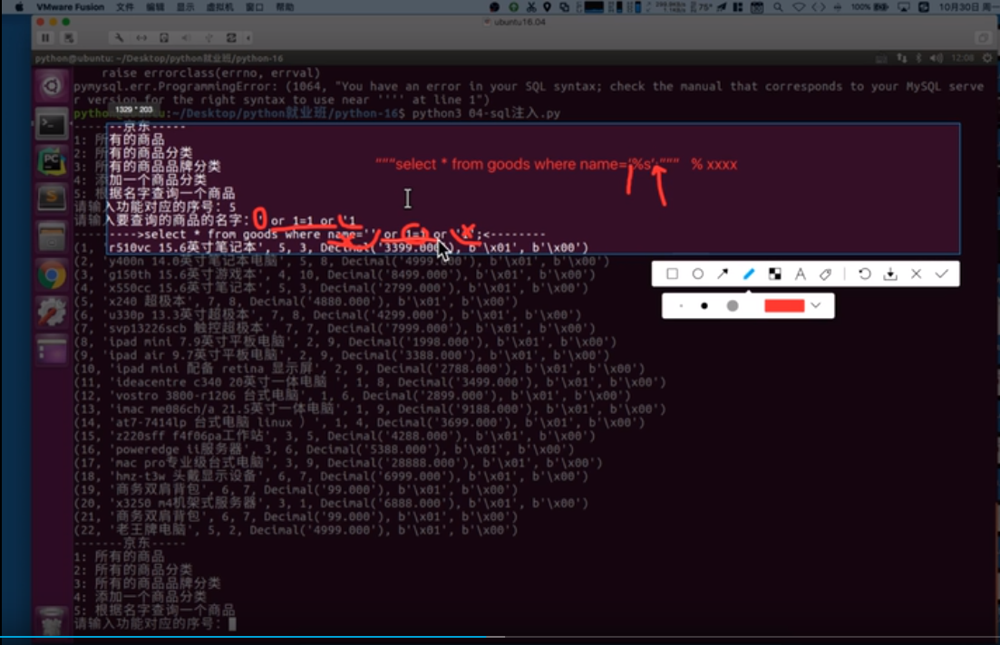 VMware Fusion 文件 编辑 显示 虚拟机 窗口 帮助 100% 10月30日 周一
ubuntu16.04
python@ubuntu: ~/Desktop/python就业班/python-16 12:08
raise errorclass(errno, errval)
pymysql.err.ProgrammingError: (1064, "You have an error in your SQL syntax; check the manual that corresponds to your MySQL serve
r version for the right syntax to use near '''' at line 1")
python@ubuntu:~/Desktop/python就业班/python-16$ python3 04-sql注入.py
1329 * 203
-------京东-----
1: 所有的商品
2: 所有的商品分类
3: 所有的商品品牌分类
"""select * from goods where name='%s';""" % xxxx
4: 添加一个商品分类
5: 根据名字查询一个商品
请输入功能对应的序号: 5
请输入要查询的商品的名字: ' or 1=1 or '1
--------->select * from goods where name='' or 1=1 or '1';<--------
(1, 'r510vc 15.6英寸笔记本', 5, 3, Decimal('3399.000'), b'\x01', b'\x00')
(2, 'y400n 14.0英寸笔记本电脑', 5, 8, Decimal('4999.000'), b'\x01', b'\x00')
(3, 'g150th 15.6英寸游戏本', 4, 10, Decimal('8499.000'), b'\x01', b'\x00')
(4, 'x550cc 15.6英寸笔记本', 5, 3, Decimal('2799.000'), b'\x01', b'\x00')
(5, 'x240 超极本', 7, 8, Decimal('4880.000'), b'\x01', b'\x00')
(6, 'u330p 13.3英寸超极本', 7, 8, Decimal('4299.000'), b'\x01', b'\x00')
(7, 'svp13226scb 触控超极本', 7, 7, Decimal('7999.000'), b'\x01', b'\x00')
(8, 'ipad mini 7.9英寸平板电脑', 2, 9, Decimal('1998.000'), b'\x01', b'\x00')
(9, 'ipad air 9.7英寸平板电脑', 2, 9, Decimal('3388.000'), b'\x01', b'\x00')
(10, 'ipad mini 配备 retina 显示屏', 2, 9, Decimal('2788.000'), b'\x01', b'\x00')
(11, 'ideacentre c340 20英寸一体电脑 ', 1, 8, Decimal('3499.000'), b'\x01', b'\x00')
(12, 'vostro 3800-r1206 台式电脑', 1, 6, Decimal('2899.000'), b'\x01', b'\x00')
(13, 'imac me086ch/a 21.5英寸一体电脑', 1, 9, Decimal('9188.000'), b'\x01', b'\x00')
(14, 'at7-7414lp 台式电脑 linux ）', 1, 4, Decimal('3699.000'), b'\x01', b'\x00')
(15, 'z220sff f4f06pa工作站', 3, 5, Decimal('4288.000'), b'\x01', b'\x00')
(16, 'poweredge ii服务器', 3, 6, Decimal('5388.000'), b'\x01', b'\x00')
(17, 'mac pro专业级台式电脑', 3, 9, Decimal('28888.000'), b'\x01', b'\x00')
(18, 'hmz-t3w 头戴显示设备', 6, 7, Decimal('6999.000'), b'\x01', b'\x00')
(19, '商务双肩背包', 6, 7, Decimal('99.000'), b'\x01', b'\x00')
(20, 'x3250 m4机架式服务器', 3, 1, Decimal('6888.000'), b'\x01', b'\x00')
(21, '商务双肩背包', 6, 7, Decimal('99.000'), b'\x01', b'\x00')
(22, '老王牌电脑', 5, 2, Decimal('4999.000'), b'\x01', b'\x00')
-------京东-----
1: 所有的商品
2: 所有的商品分类
3: 所有的商品品牌分类
4: 添加一个商品分类
5: 根据名字查询一个商品
请输入功能对应的序号: